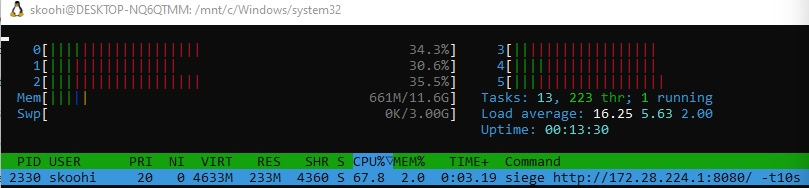 skoohi@DESKTOP-NQ6QTMM: /mnt/c/Windows/system32
0[ 34.3%] 3[
1[ 30.6%] 4[
2[ 35.5%] 5[
Mem[ 661M/11.6G] Tasks: 13, 223 thr; 1 running
Swp[ 0K/3.00G] Load average: 16.25 5.63 2.00
Uptime: 00:13:30
PID USER PRI NI VIRT RES SHR S CPU%▽MEM% TIME+ Command
2330 skoohi 20 0 4633M 233M 4360 S 67.8 2.0 0:03.19 siege http://172.28.224.1:8080/ -t10s